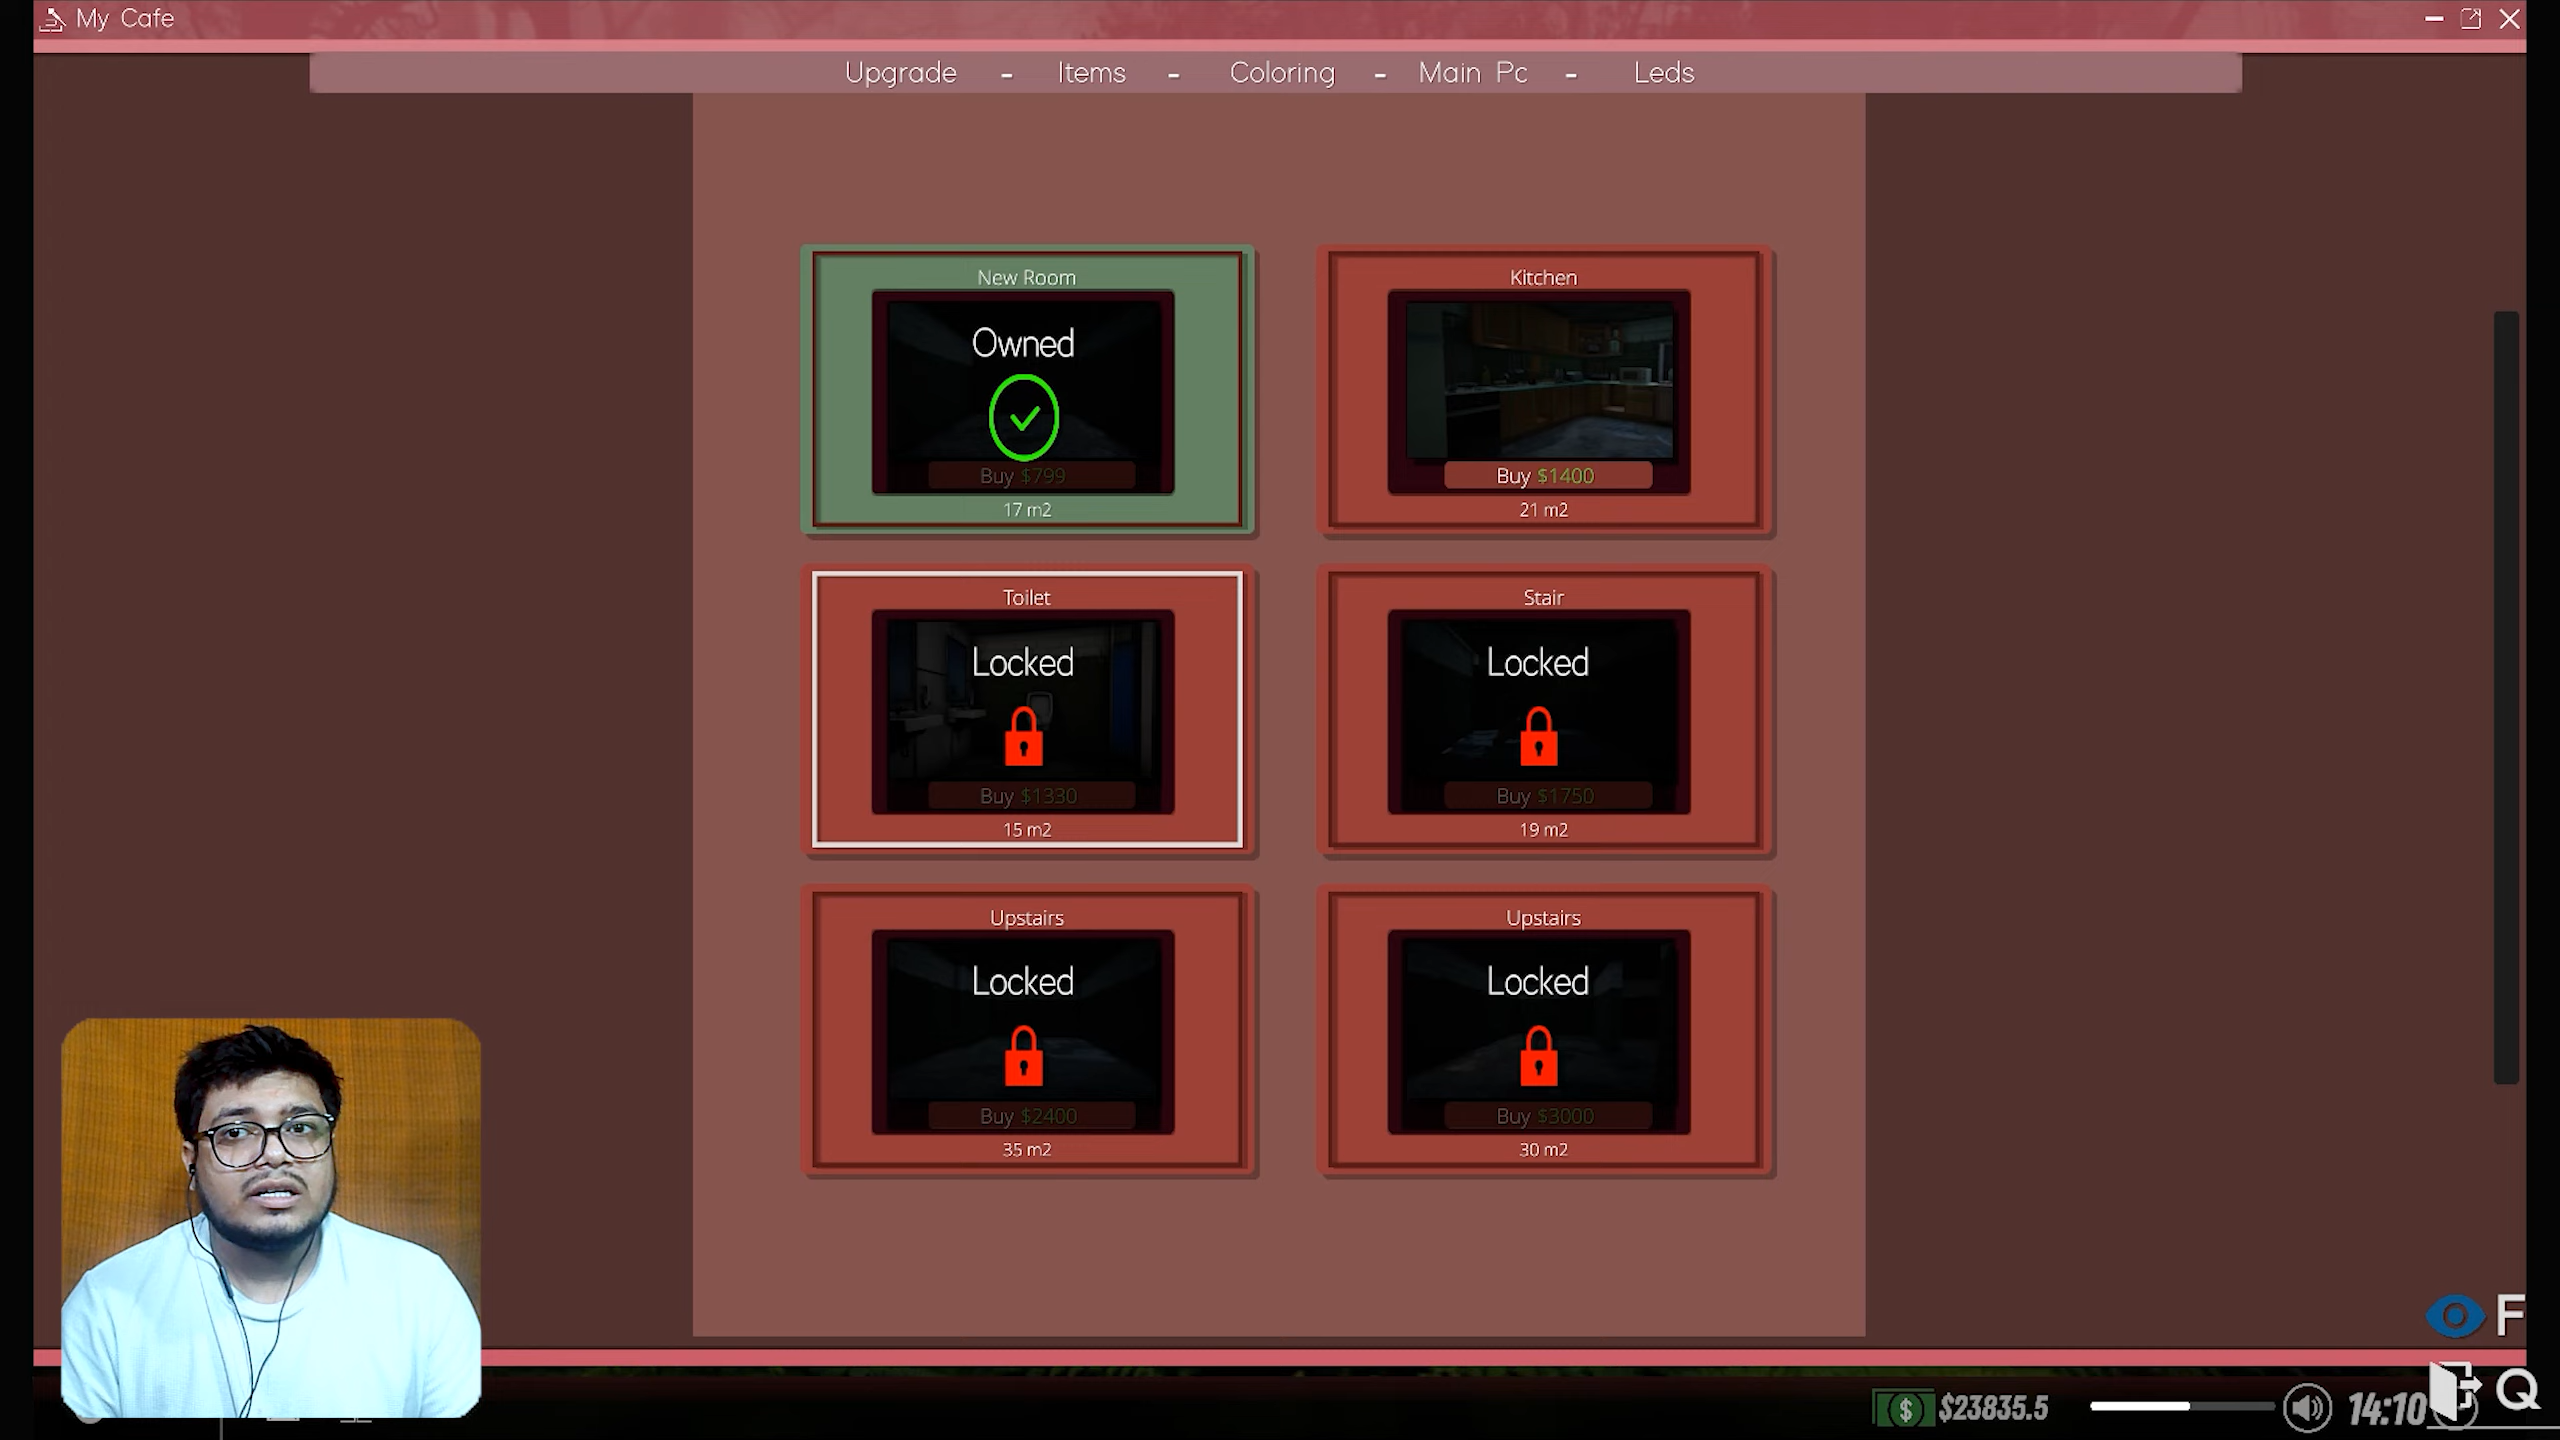 My Cafe
Upgrade - Items - Coloring - Main Pc - Leds
New Room
Owned
Buy $799
17 m2
Kitchen
Buy $1400
21 m2
Toilet
Locked
Buy $1330
15 m2
Stair
Locked
Buy $1750
19 m2
Upstairs
Locked
Buy $2400
35 m2
Upstairs
Locked
Buy $3000
30 m2
F
$23835.5
14:10
Q